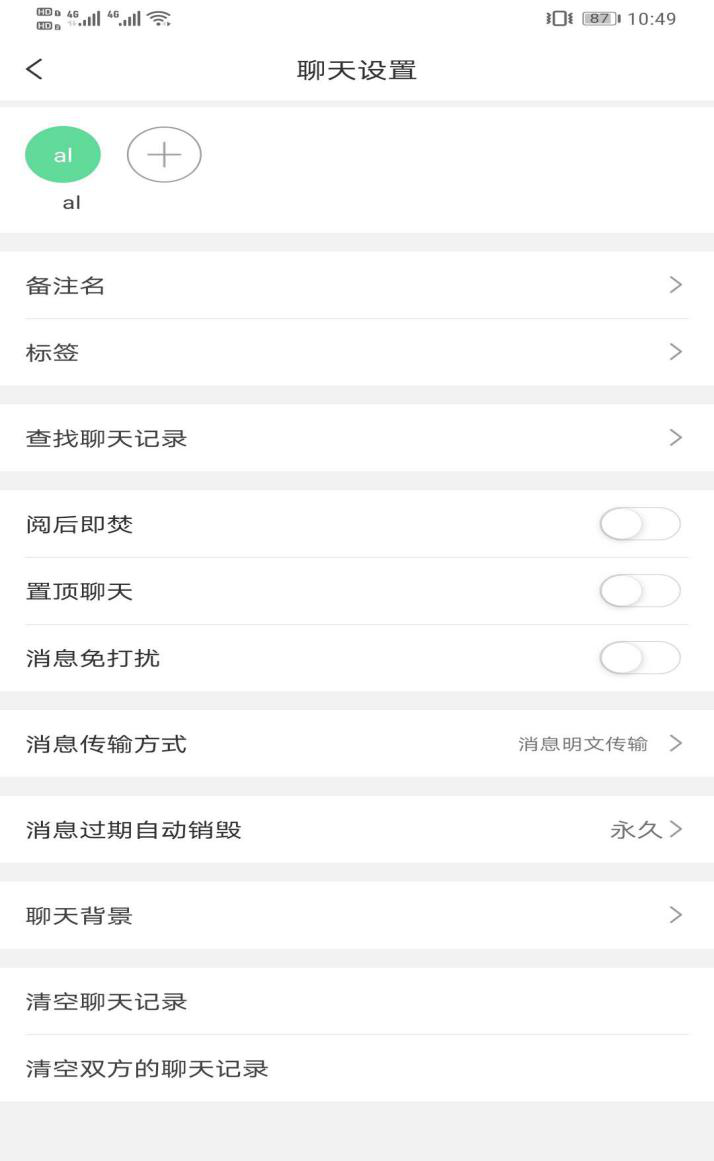 HD 1 4G 4G 87 10:49
HD 2
聊天设置
al
al
备注名
标签
查找聊天记录
阅后即焚
置顶聊天
消息免打扰
消息传输方式 消息明文传输
消息过期自动销毁 永久
聊天背景
清空聊天记录
清空双方的聊天记录